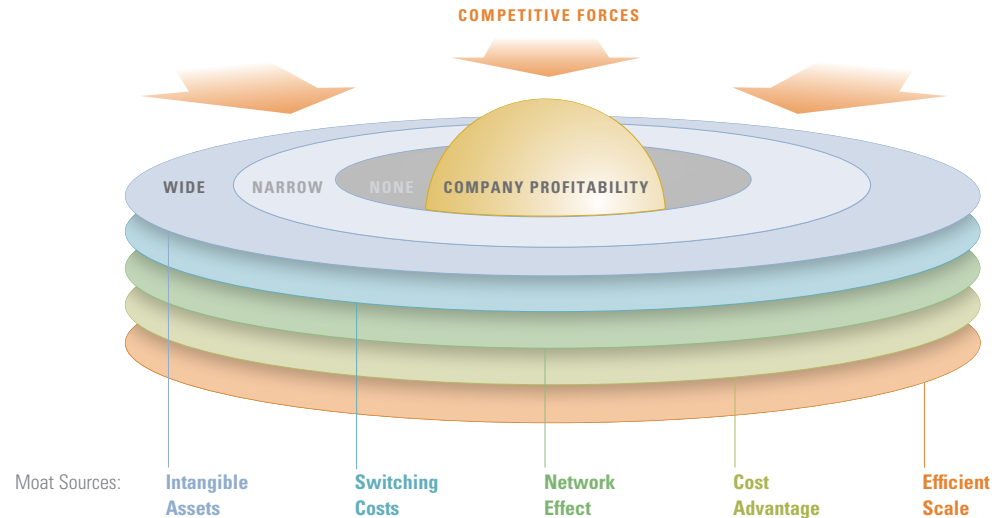 COMPETITIVE FORCES
WIDE
NARROW
NONE
COMPANY PROFITABILITY
Moat Sources:
Intangible
Assets
Switching
Costs
Network
Effect
Cost
Advantage
Efficient
Scale